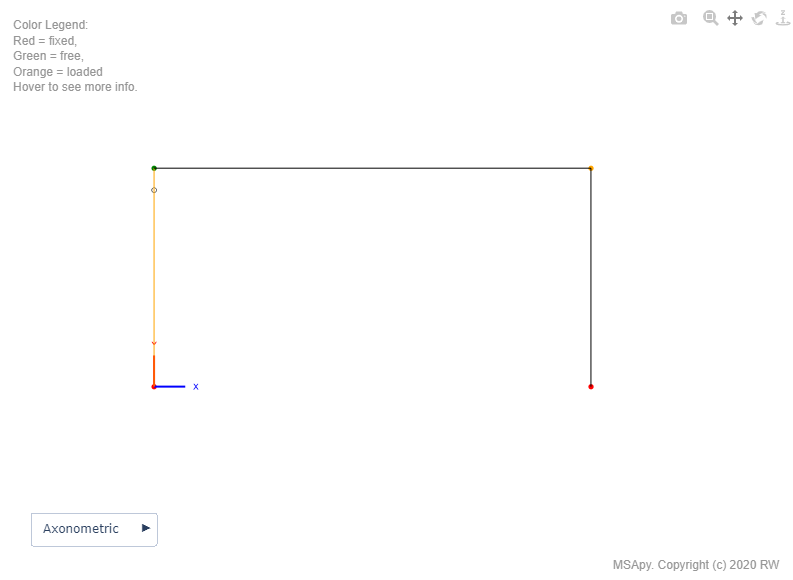 Color Legend:
Red = fixed,
Green = free,
Orange = loaded
Hover to see more info.
z
Y
x
Axonometric
MSApy. Copyright (c) 2020 RW